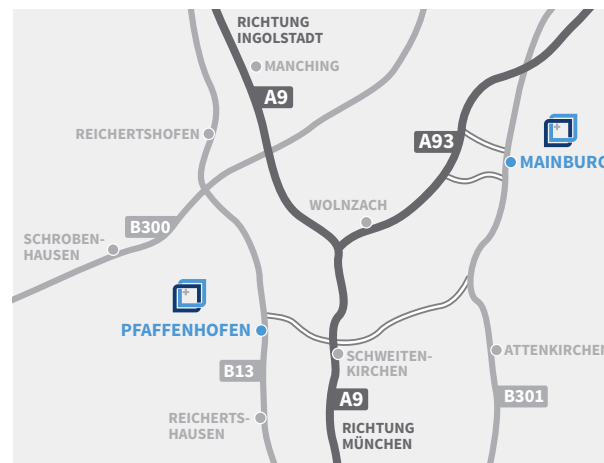 RICHTUNG
INGOLSTADT
MANCHING
A9
REICHERTSHOFEN
A93
MAINBURG
WOLNZACH
B300
SCHROBEN-
HAUSEN
PFAFFENHOFEN
SCHWEITEN-
KIRCHEN
ATTENKIRCHEN
B13
A9
B301
REICHERTS-
HAUSEN
RICHTUNG
MÜNCHEN